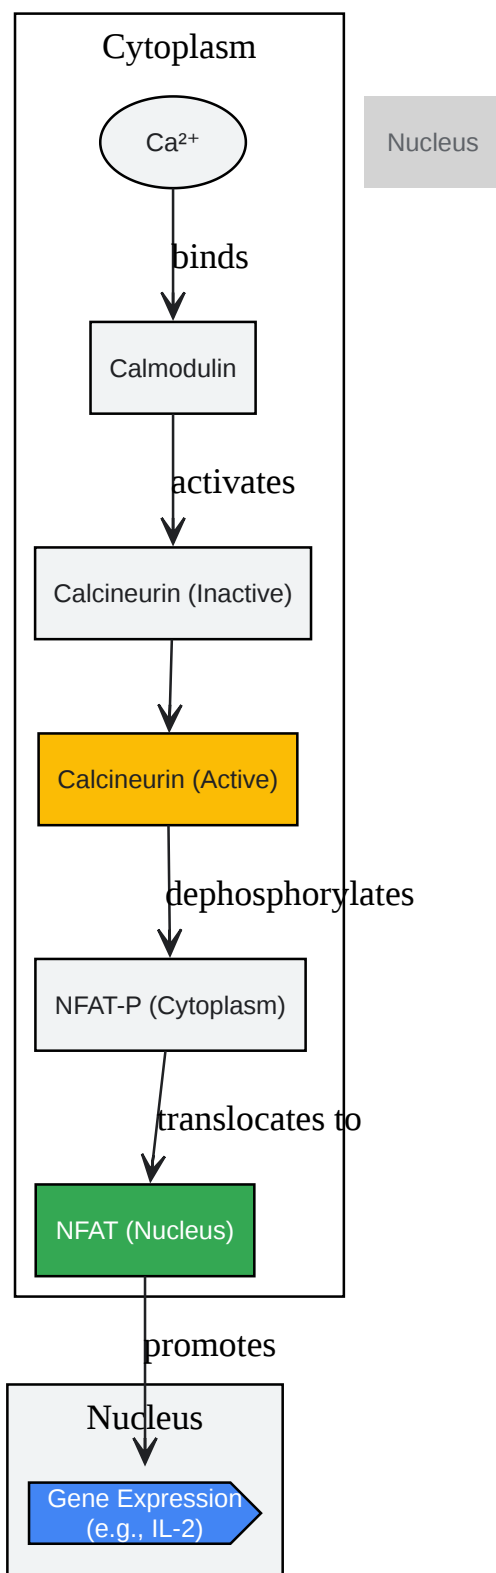 Cytoplasm
Ca²⁺
Nucleus
binds
Calmodulin
activates
Calcineurin (Inactive)
Calcineurin (Active)
dephosphorylates
NFAT-P (Cytoplasm)
translocates to
NFAT (Nucleus)
promotes
Nucleus
Gene Expression
(e.g., IL-2)